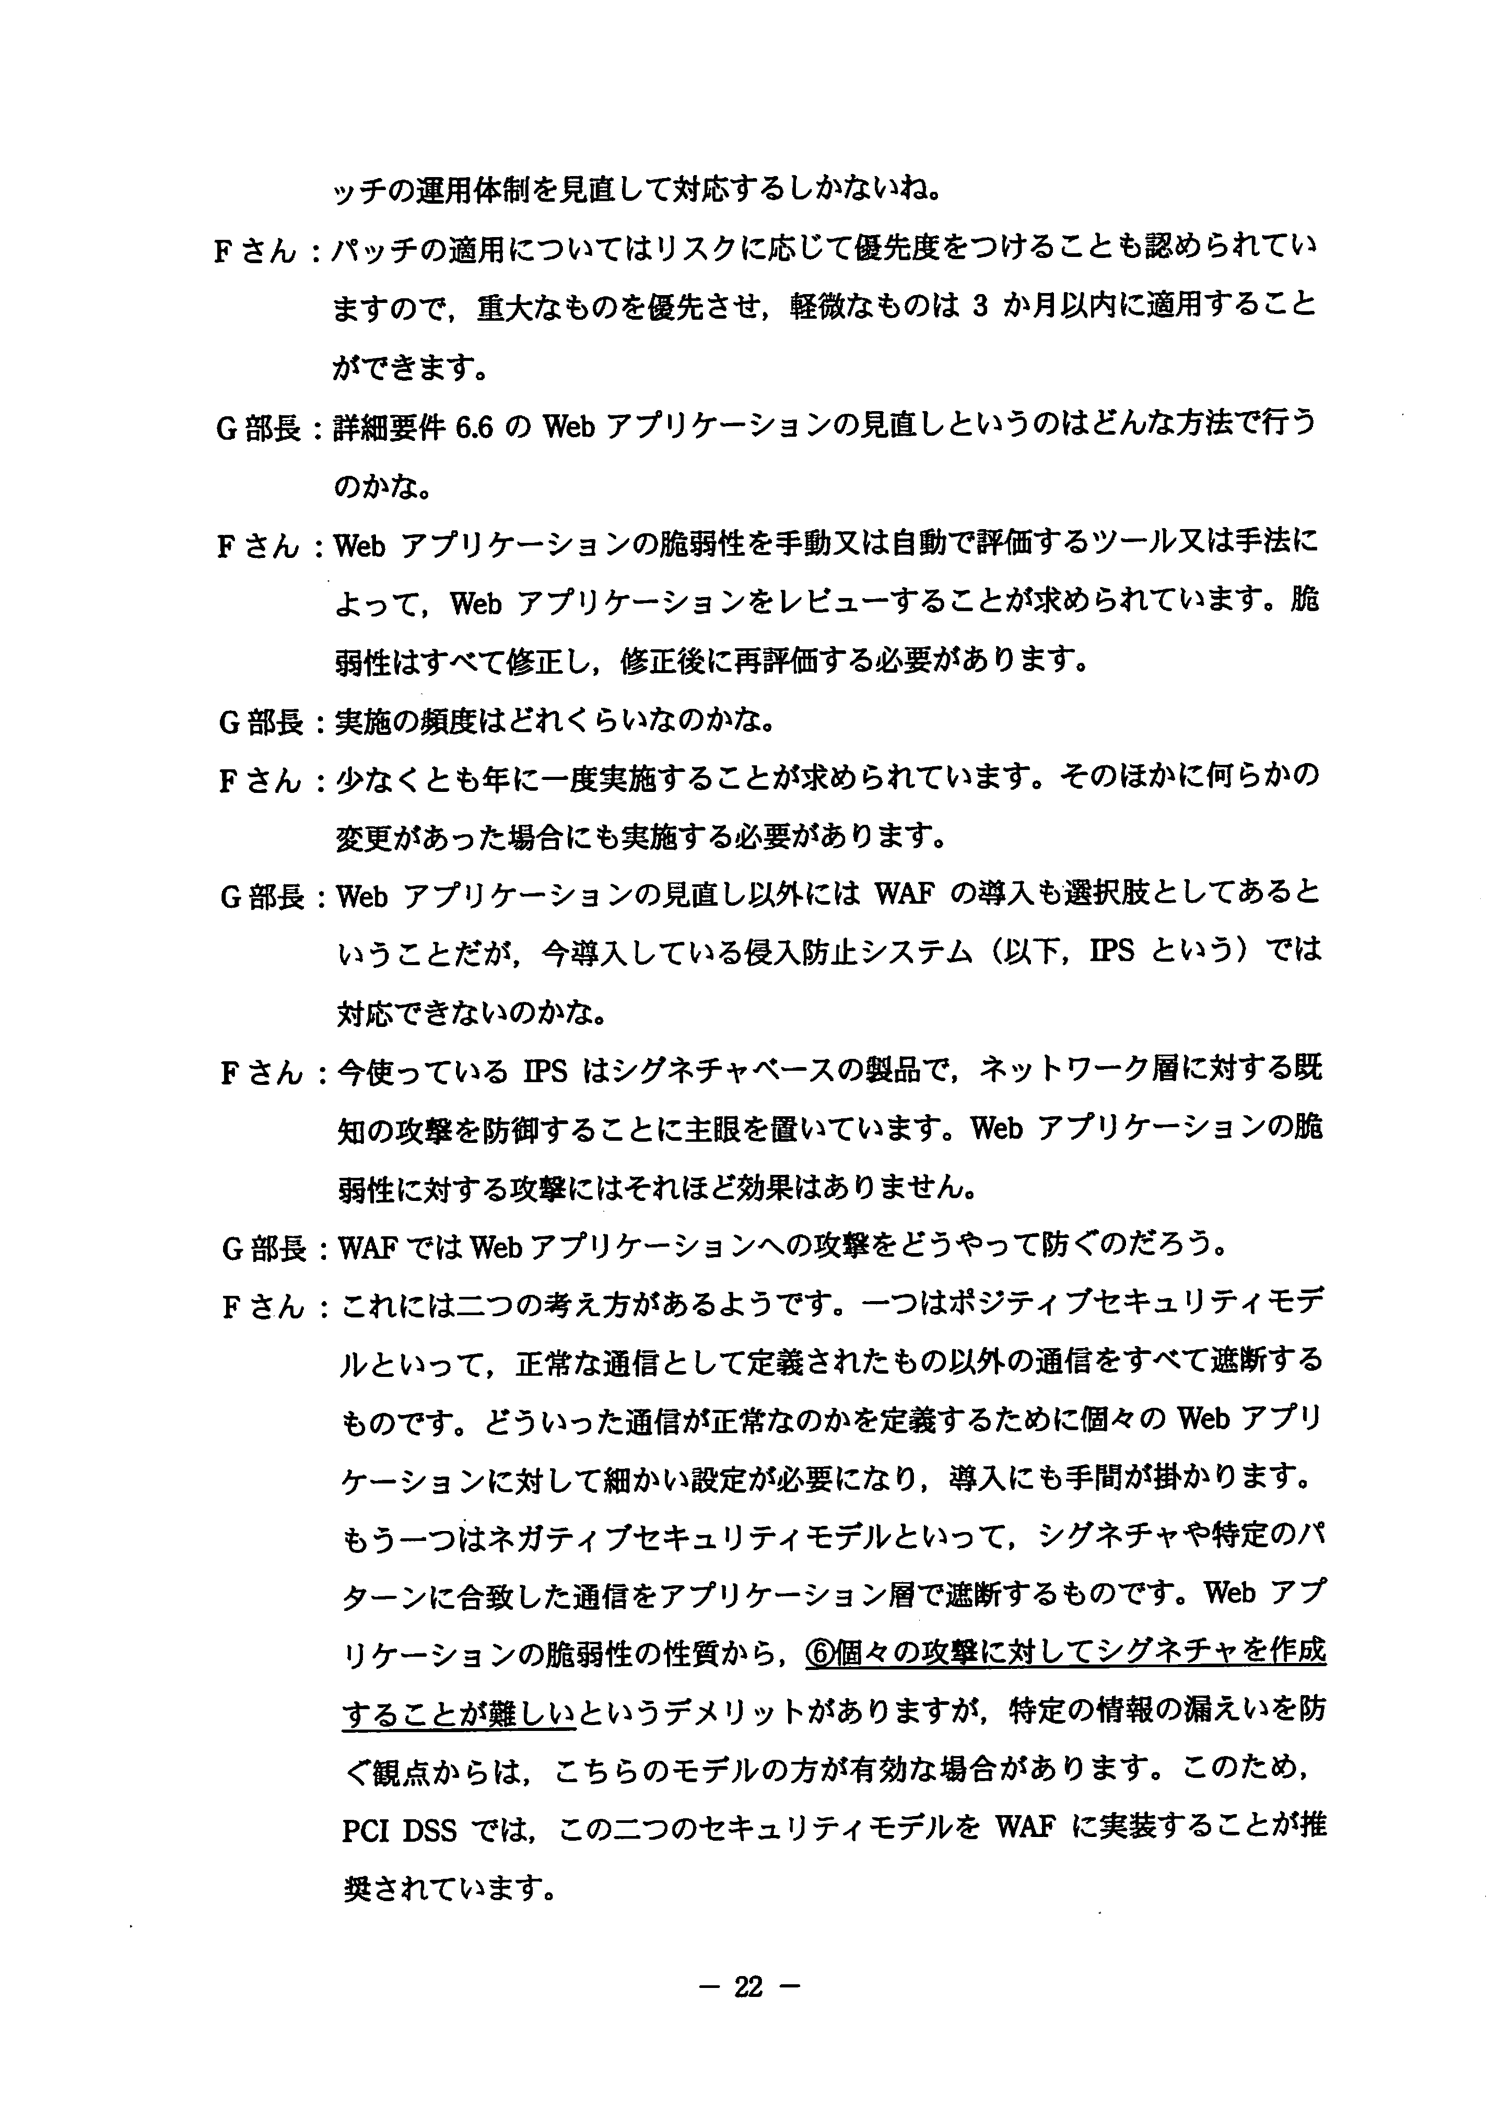 ッチの運用体制を見直して対応するしかないね。
Fさん：パッチの適用についてはリスクに応じて優先度をつけることも認められてい
ますので，重大なものを優先させ，軽微なものは 3 か月以内に適用すること
ができます。
G部長：詳細要件 6.6 の Web アプリケーションの見直しというのはどんな方法で行う
のかな。
Fさん：Web アプリケーションの脆弱性を手動又は自動で評価するツール又は手法に
よって，Web アプリケーションをレビューすることが求められています。脆
弱性はすべて修正し，修正後に再評価する必要があります。
G部長：実施の頻度はどれくらいなのかな。
Fさん：少なくとも年に一度実施することが求められています。そのほかに何らかの
変更があった場合にも実施する必要があります。
G部長：Web アプリケーションの見直し以外には WAF の導入も選択肢としてあると
いうことだが，今導入している侵入防止システム（以下，IPS という）では
対応できないのかな。
Fさん：今使っている IPS はシグネチャベースの製品で，ネットワーク層に対する既
知の攻撃を防御することに主眼を置いています。Web アプリケーションの脆
弱性に対する攻撃にはそれほど効果はありません。
G部長：WAF では Web アプリケーションへの攻撃をどうやって防ぐのだろう。
Fさん：これには二つの考え方があるようです。一つはポジティブセキュリティモデ
ルといって，正常な通信として定義されたもの以外の通信をすべて遮断する
ものです。どういった通信が正常なのかを定義するために個々の Web アプリ
ケーションに対して細かい設定が必要になり，導入にも手間が掛かります。
もう一つはネガティブセキュリティモデルといって，シグネチャや特定のパ
ターンに合致した通信をアプリケーション層で遮断するものです。Web アプ
リケーションの脆弱性の性質から，⑥個々の攻撃に対してシグネチャを作成
することが難しいというデメリットがありますが，特定の情報の漏えいを防
ぐ観点からは，こちらのモデルの方が有効な場合があります。このため，
PCI DSS では，この二つのセキュリティモデルを WAF に実装することが推
奨されています。
－ 22 －